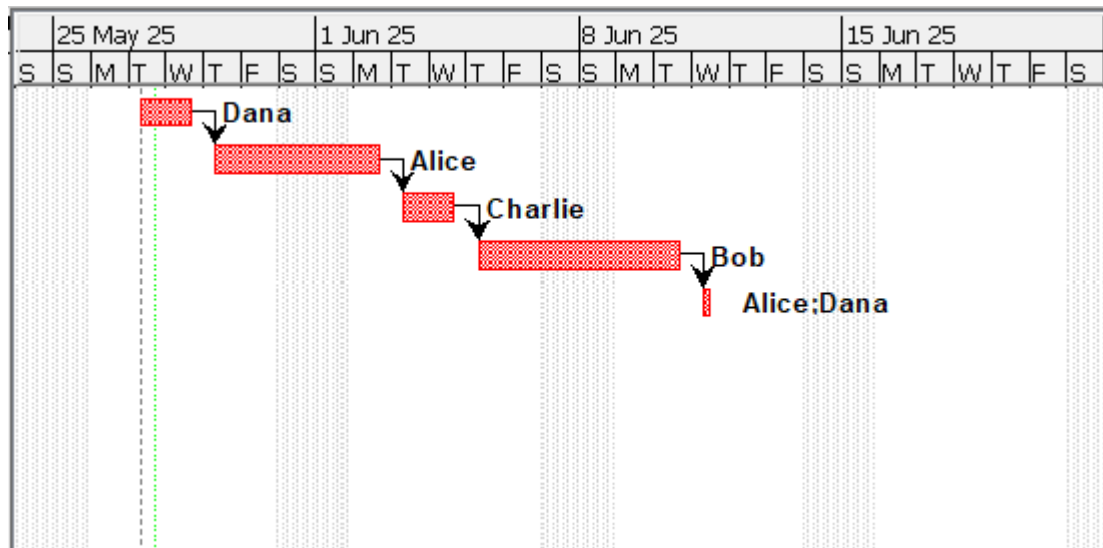 25 May 25 1 Jun 25 8 Jun 25 15 Jun 25
S S M T W T F S S M T W T F S S M T W T F S S M T W T F S
Dana
Alice
Charlie
Bob
Alice;Dana